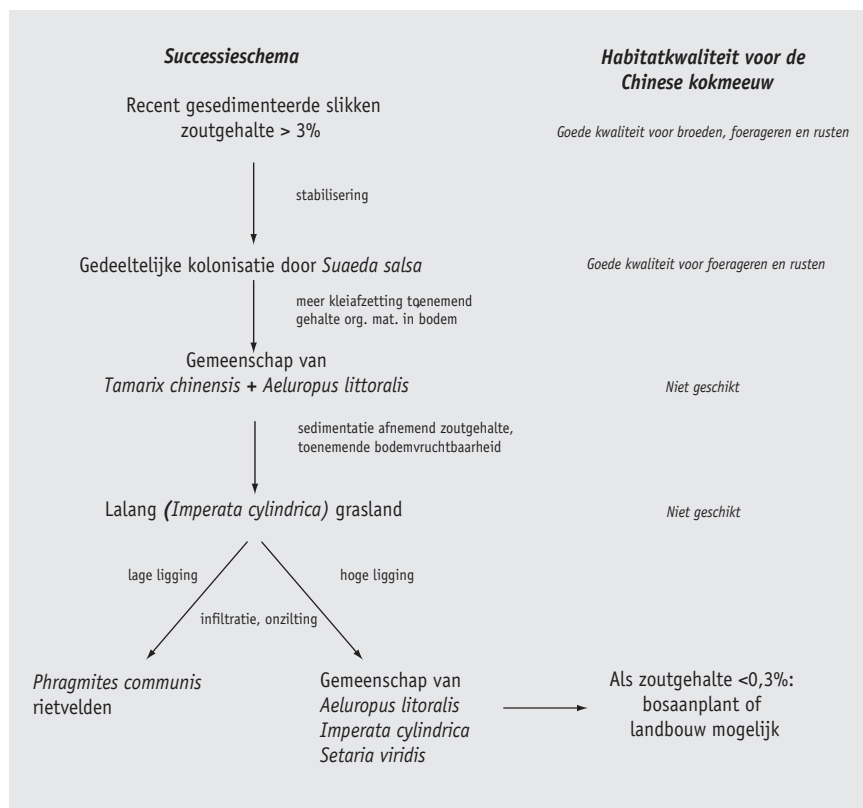 Successieschema
Habitatkwaliteit voor de
Chinese kokmeeuw
Recent gesedimenteerde slikken
zoutgehalte > 3%
Goede kwaliteit voor broeden, foerageren en rusten
stabilisering
Gedeeltelijke kolonisatie door Suaeda salsa
Goede kwaliteit voor foerageren en rusten
meer kleiafzetting toenemend
gehalte org. mat. in bodem
Gemeenschap van
Tamarix chinensis + Aeluropus littoralis
Niet geschikt
sedimentatie afnemend zoutgehalte,
toenemende bodemvruchtbaarheid
Lalang (Imperata cylindrica) grasland
Niet geschikt
lage ligging
hoge ligging
infiltratie, onzilting
Phragmites communis
rietvelden
Gemeenschap van
Aeluropus litoralis
Imperata cylindrica
Setaria viridis
Als zoutgehalte <0,3%:
bosaanplant of
landbouw mogelijk